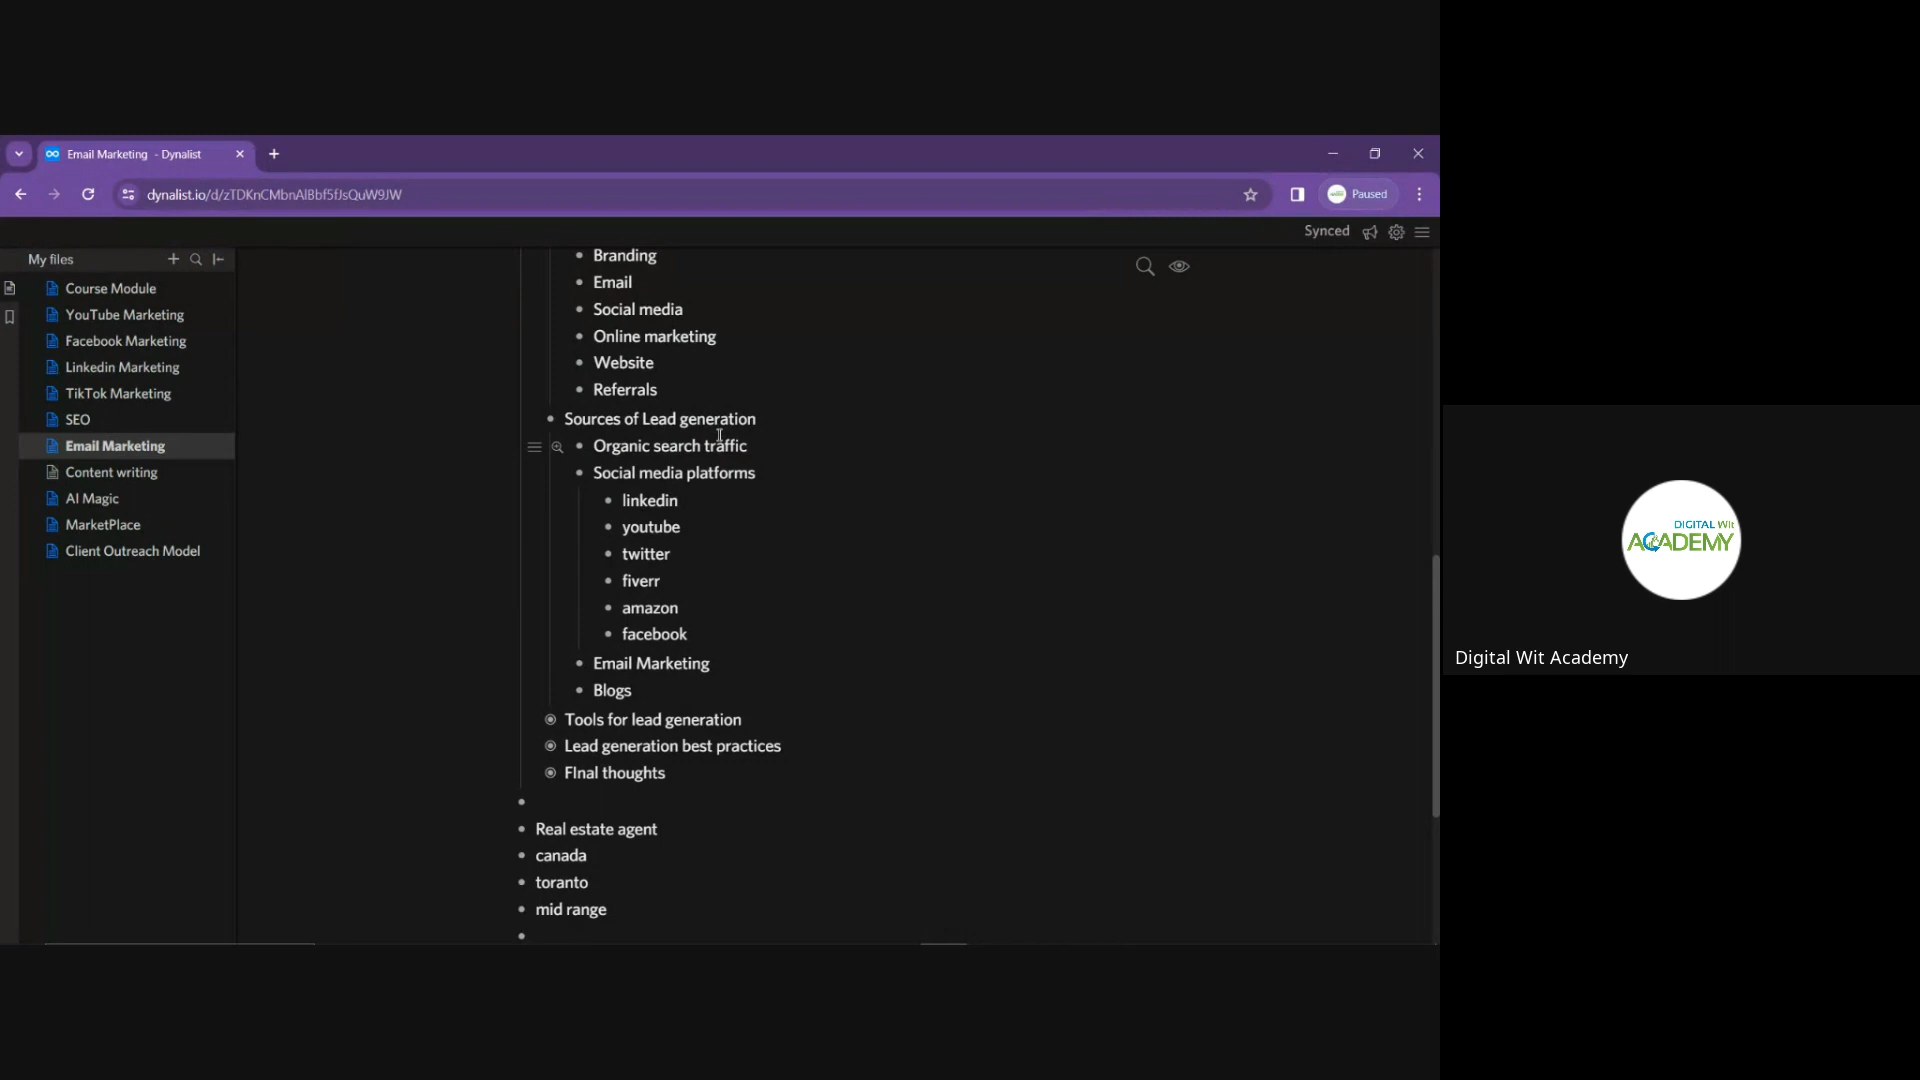 Email Marketing - Dynalist
dynalist.io/d/zTDKnCMbnAlBbf5fJsQuW9JW
Paused
Synced
My files
Course Module
YouTube Marketing
Facebook Marketing
Linkedin Marketing
TikTok Marketing
SEO
Email Marketing
Content writing
AI Magic
MarketPlace
Client Outreach Model
Branding
Email
Social media
Online marketing
Website
Referrals
Sources of Lead generation
Organic search traffic
Social media platforms
linkedin
youtube
twitter
fiverr
amazon
facebook
Email Marketing
Blogs
Tools for lead generation
Lead generation best practices
FInal thoughts
Real estate agent
canada
toranto
mid range
DIGITAL Wit
ACADEMY
Digital Wit Academy